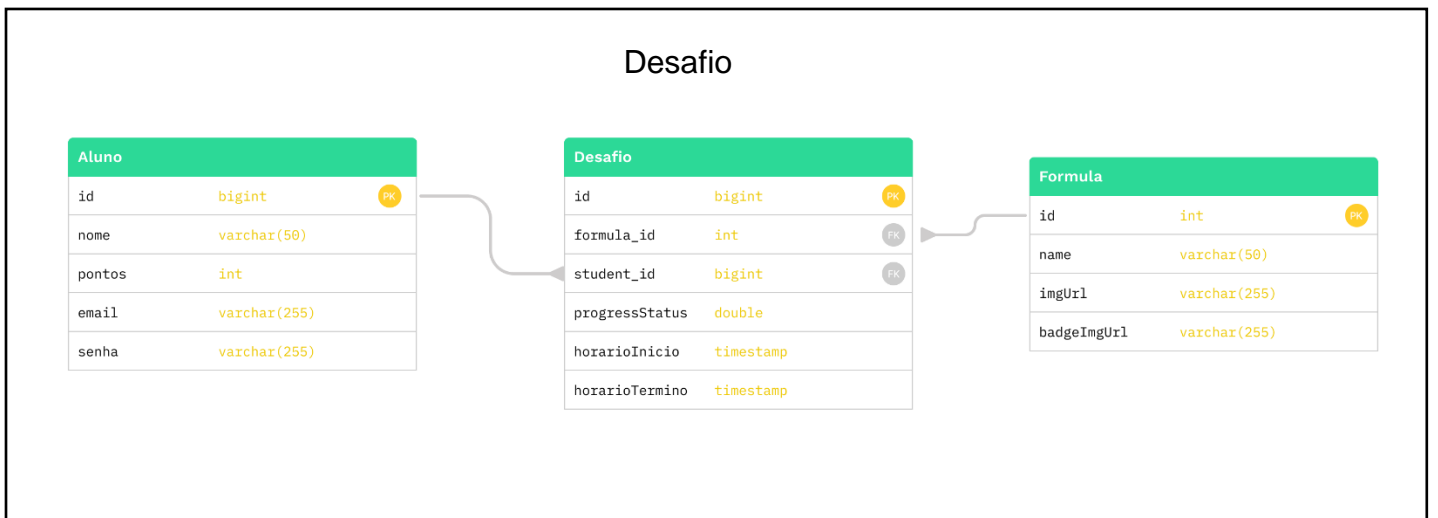 Desafio
Aluno
id bigint PK
nome varchar(50)
pontos int
email varchar(255)
senha varchar(255)
Desafio
id bigint PK
formula_id int FK
student_id bigint FK
progressStatus double
horarioInicio timestamp
horarioTermino timestamp
Formula
id int PK
name varchar(50)
imgUrl varchar(255)
badgeImgUrl varchar(255)